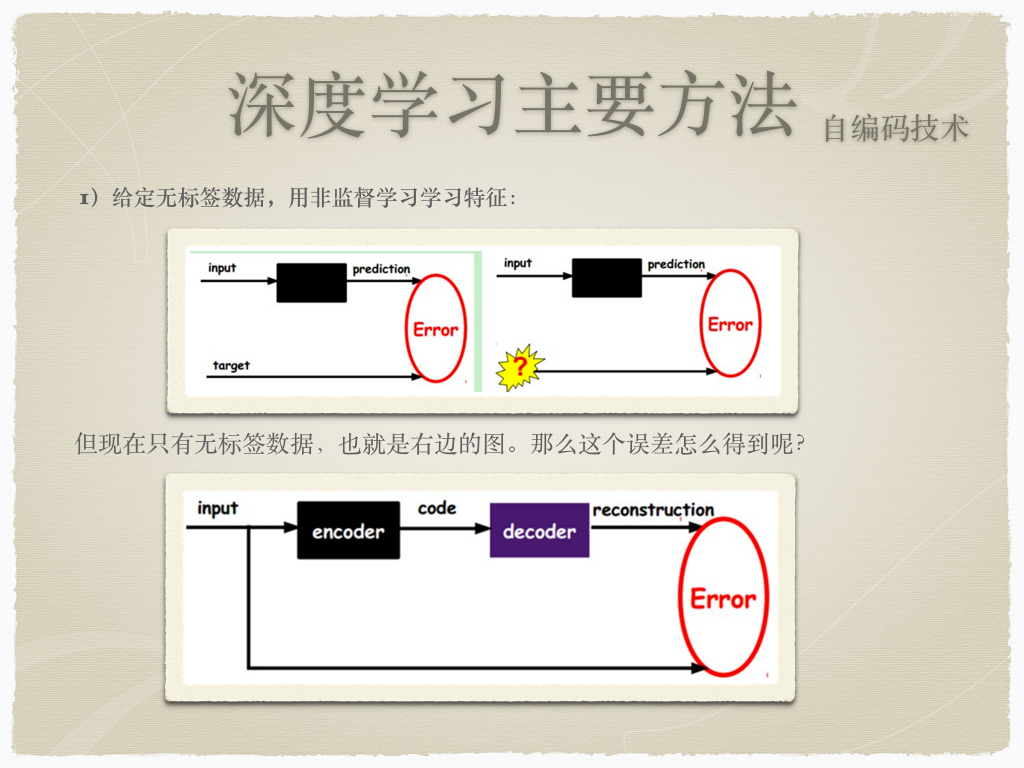 深度学习主要方法 自编码技术
1）给定无标签数据，用非监督学习学习特征：
input prediction input prediction
Error Error
target ?
但现在只有无标签数据，也就是右边的图。那么这个误差怎么得到呢？
input code reconstruction
encoder decoder
Error